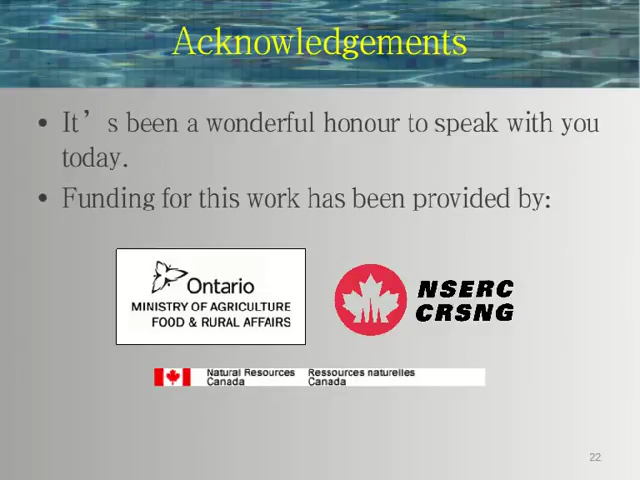 Acknowledgements
• It’s been a wonderful honour to speak with you
today.
• Funding for this work has been provided by:
Ontario
MINISTRY OF AGRICULTURE
FOOD & RURAL AFFAIRS
NSERC
CRSNG
Natural Resources Ressources naturelles
Canada Canada
22